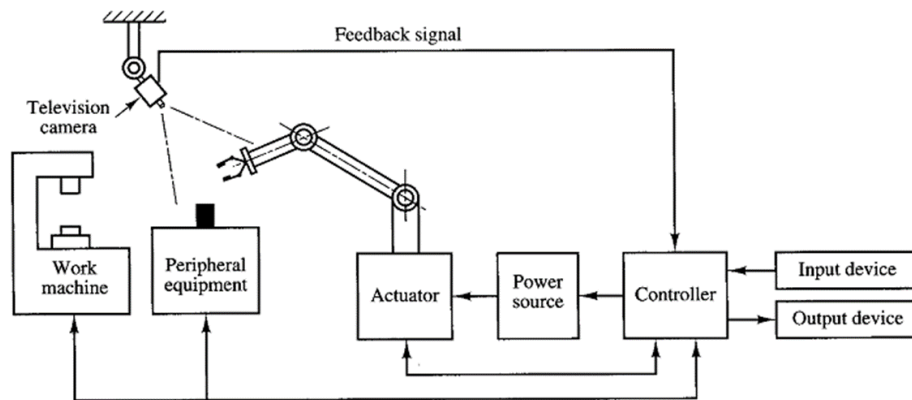 Feedback signal
Television
camera
Work
machine
Peripheral
equipment
Actuator
Power
source
Controller
Input device
Output device